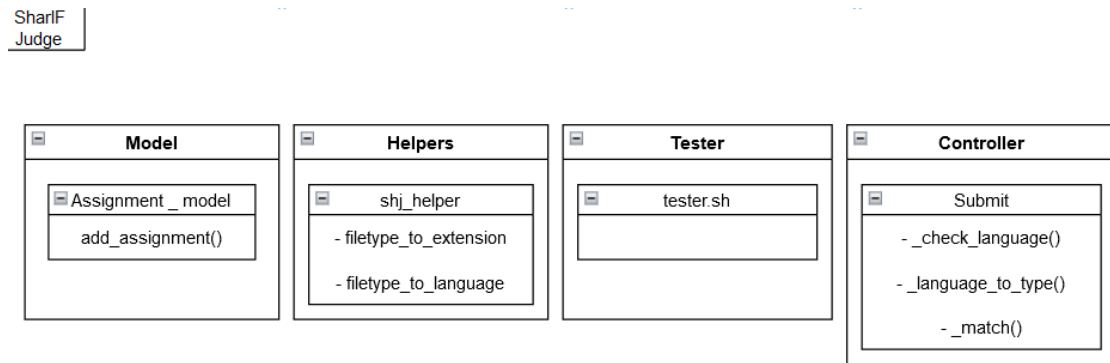 SharIF
Judge
Model
Assignment _ model
add_assignment()
Helpers
shj_helper
- filetype_to_extension
- filetype_to_language
Tester
tester.sh
Controller
Submit
- _check_language()
- _language_to_type()
- _match()